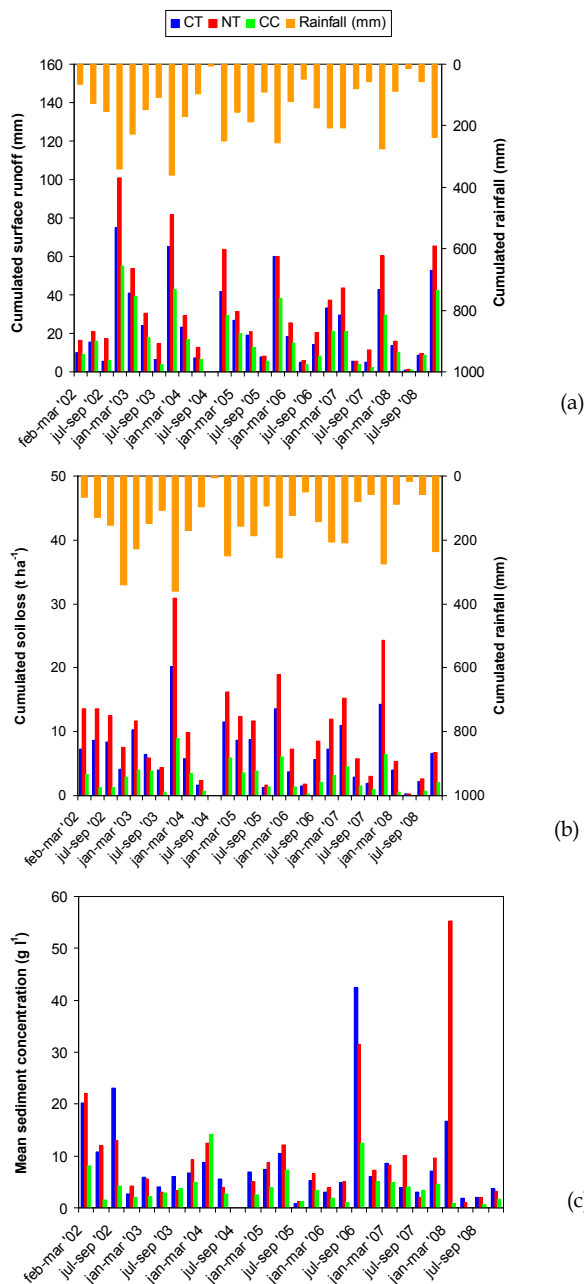 CT NT CC Rainfall (mm)
160
140
120
100
80
60
40
20
0
Cumulated surface runoff (mm)
0
200
400
600
800
1000
Cumulated rainfall (mm)
feb-mar '02
jul-sep '02
jan-mar '03
jul-sep '03
jan-mar '04
jul-sep '04
jan-mar '05
jul-sep '05
jan-mar '06
jul-sep '06
jan-mar '07
jul-sep '07
jan-mar '08
jul-sep '08
(a)
50
40
30
20
10
0
Cumulated soil loss (t ha-1)
0
200
400
600
800
1000
Cumulated rainfall (mm)
feb-mar '02
jul-sep '02
jan-mar '03
jul-sep '03
jan-mar '04
jul-sep '04
jan-mar '05
jul-sep '05
jan-mar '06
jul-sep '06
jan-mar '07
jul-sep '07
jan-mar '08
jul-sep '08
(b)
60
50
40
30
20
10
0
Mean sediment concentration (g l1)
feb-mar '02
jul-sep '02
jan-mar '03
jul-sep '03
jan-mar '04
jul-sep '04
jan-mar '05
jul-sep '05
jan-mar '06
jul-sep '06
jan-mar '07
jul-sep '07
jan-mar '08
jul-sep '08
(c)